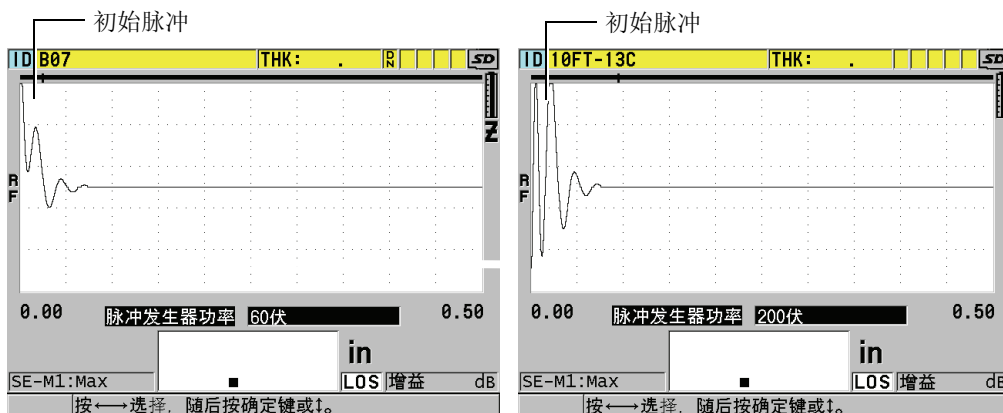 初始脉冲
ID B07 THK: . DN SD
Z
RF
0.00 脉冲发生器功率 60伏 0.50
in
SE-M1:Max LOS 增益 dB
按←→选择，随后按确定键或↕。
初始脉冲
ID 10FT-13C THK: . SD
RF
0.00 脉冲发生器功率 200伏 0.50
in
SE-M1:Max LOS 增益 dB
按←→选择，随后按确定键或↕。